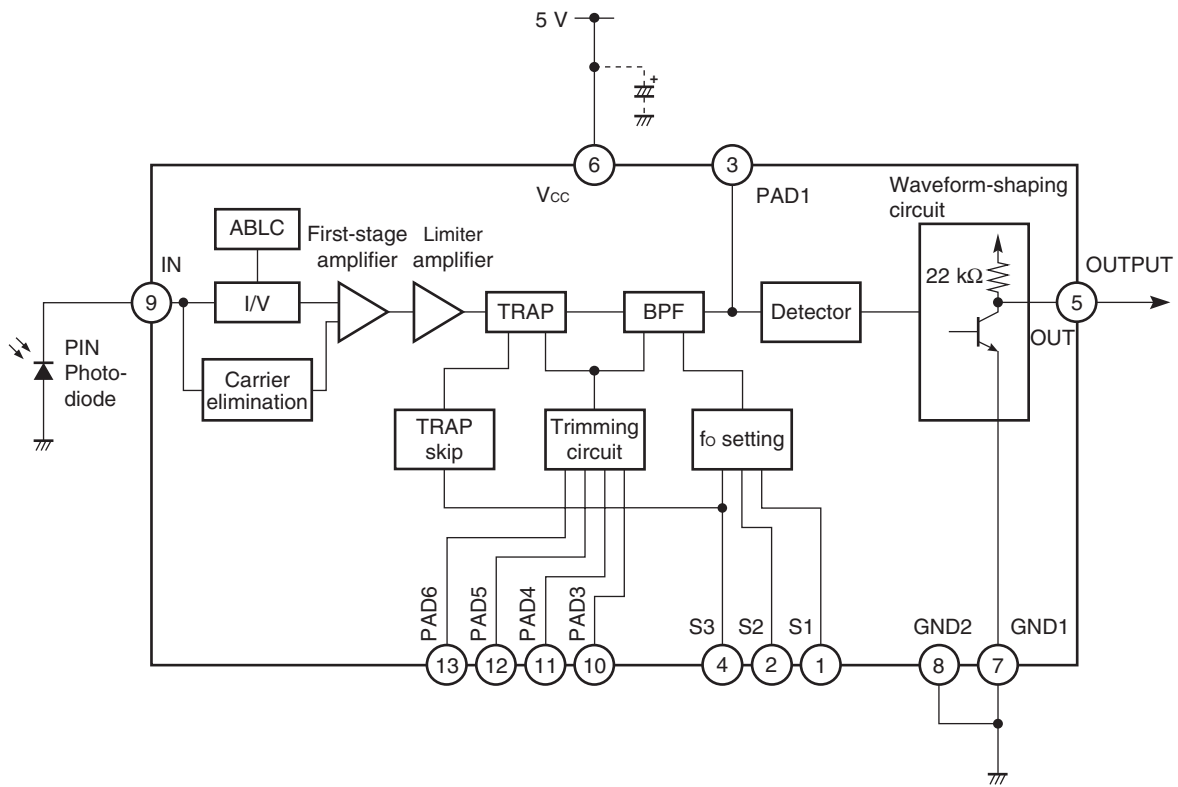 5 V
+
6
3
VCC
PAD1
Waveform-shaping
circuit
ABLC
First-stage
amplifier
Limiter
amplifier
IN
22 kΩ
OUTPUT
9
I/V
TRAP
BPF
Detector
5
OUT
PIN
Photo-
diode
Carrier
elimination
TRAP
skip
Trimming
circuit
fO setting
PAD6
PAD5
PAD4
PAD3
S3
S2
S1
GND2
GND1
13
12
11
10
4
2
1
8
7